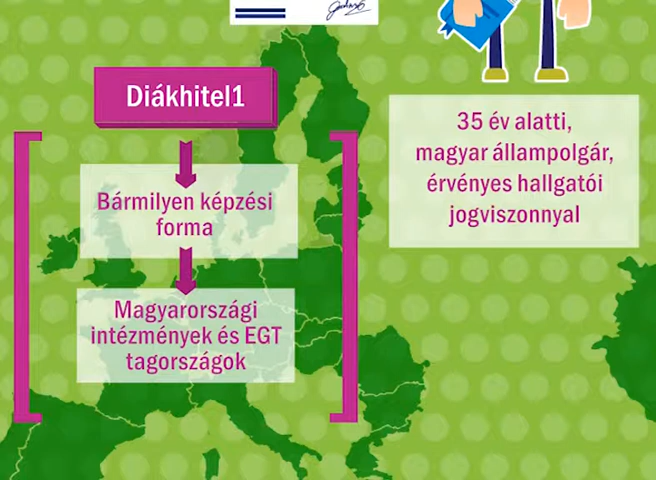 Diákhitel1
Bármilyen képzési
forma
Magyarországi
intézmények és EGT
tagországok
35 év alatti,
magyar állampolgár,
érvényes hallgatói
jogviszonnyal